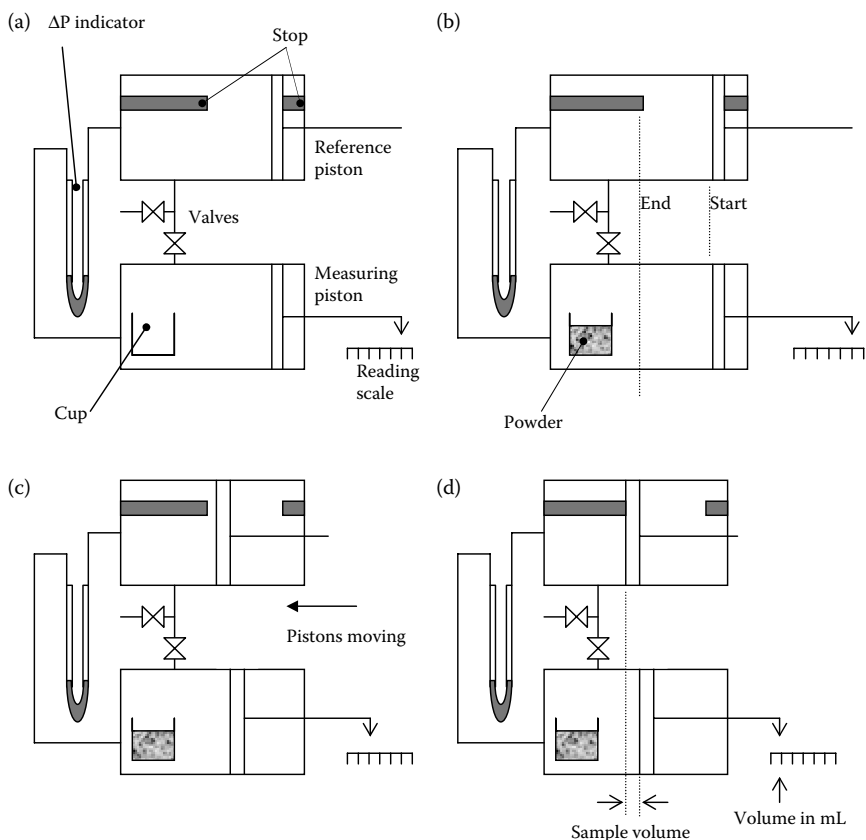 (a)
ΔP indicator
Stop
Reference
piston
Valves
Measuring
piston
Reading
scale
Cup
(b)
End
Start
Powder
(c)
Pistons moving
(d)
Sample volume
Volume in mL